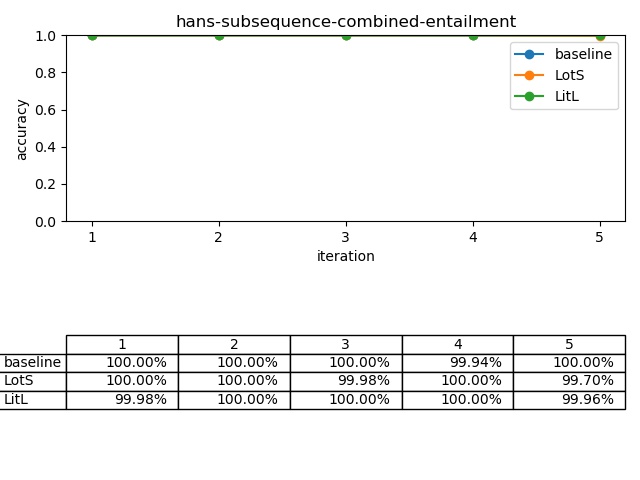 hans-subsequence-combined-entailment
1.0
0.8
0.6
0.4
0.2
0.0
accuracy
baseline
LotS
LitL
1 2 3 4 5
iteration
1 2 3 4 5
baseline 100.00% 100.00% 100.00% 99.94% 100.00%
LotS 100.00% 100.00% 99.98% 100.00% 99.70%
LitL 99.98% 100.00% 100.00% 100.00% 99.96%